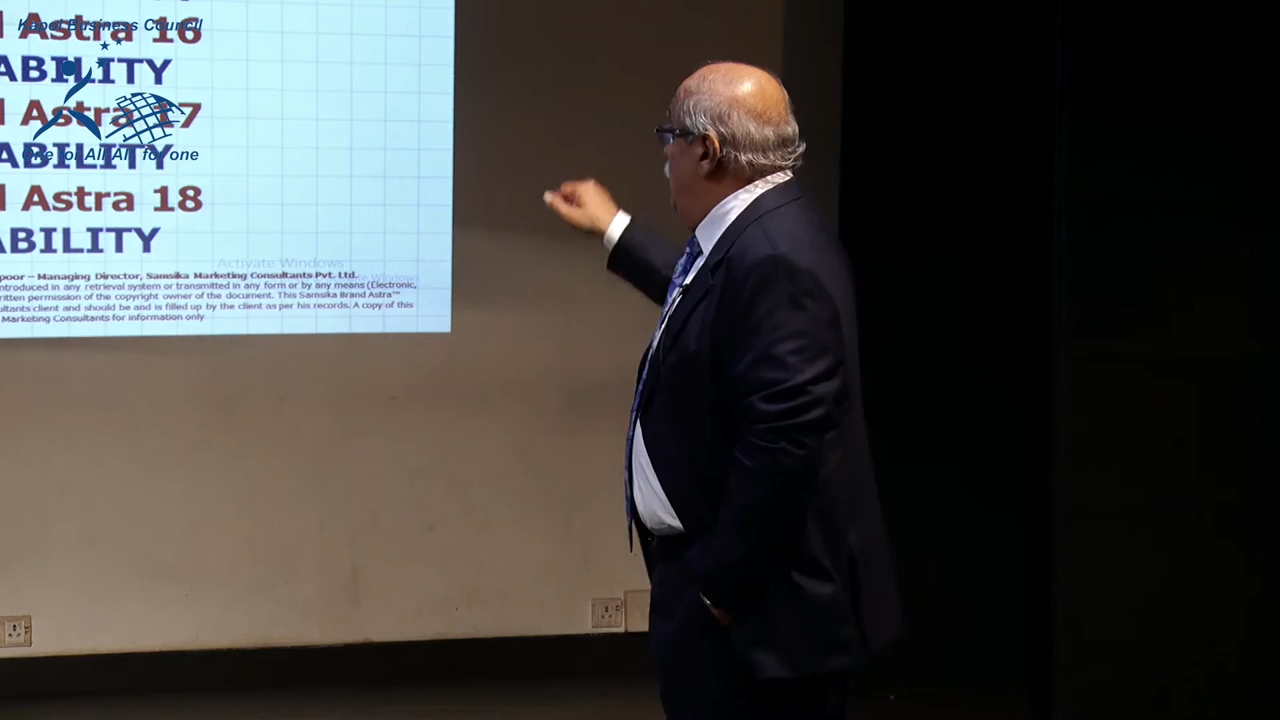 Kapol Business Council
Astra 16
ABILITY
Astra 17
ABILITY
One for All All for one
Astra 18
ABILITY
Activate Windows
poor – Managing Director, Samsika Marketing Consultants Pvt. Ltd.
ntroduced in any retrieval system or transmitted in any form or by any means (Electronic,
ritten permission of the copyright owner of the document. This Samsika Brand Astra™
ultants client and should be and is filled up by the client as per his records. A copy of this
Marketing Consultants for information only